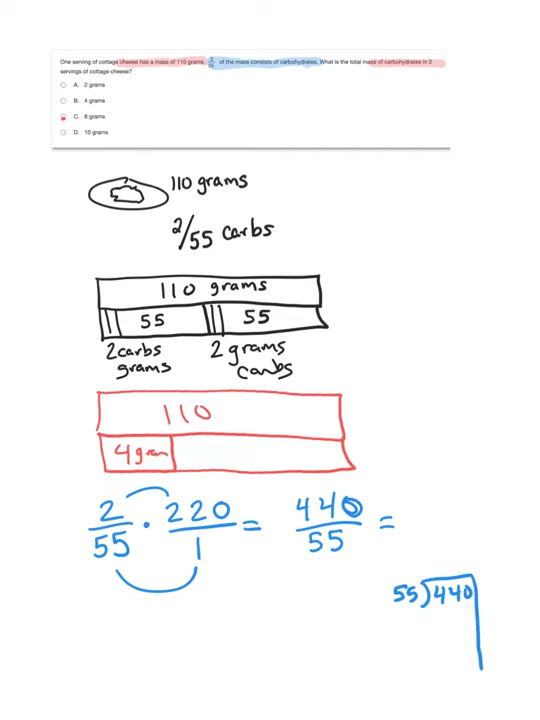 One serving of cottage cheese has a mass of 110 grams. 2/55 of the mass consists of carbohydrates. What is the total mass of carbohydrates in 2
servings of cottage cheese?
A. 2 grams
B. 4 grams
C. 8 grams
D. 10 grams
110 grams
2/55 carbs
110 grams
55 55
2 carbs 2 grams
grams carbs
110
4 gram
2/55 · 220/1 = 440/55 =
55)440